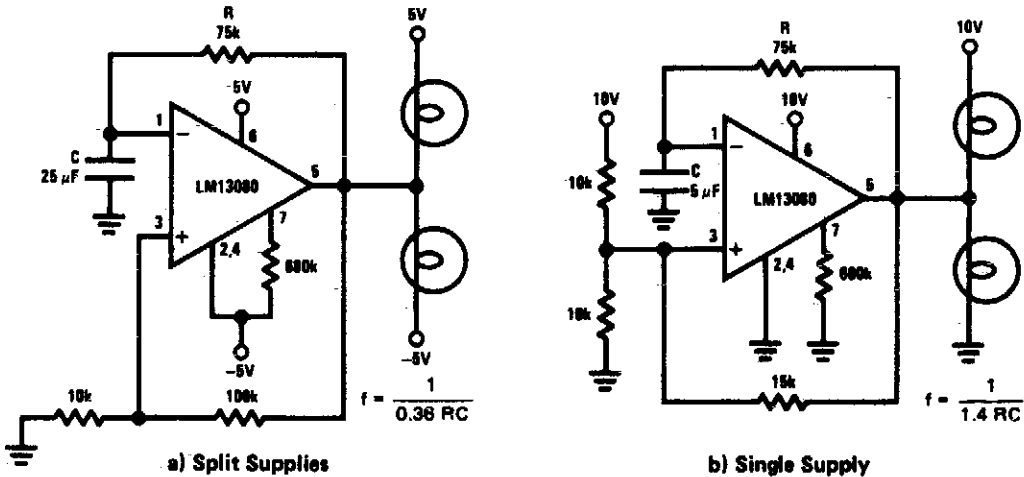 R
75k
5V
-5V
6
1
−
C
25 µF
LM13080
5
3
+
7
2,4
680k
-5V
-5V
10k
100k
f = 1 / 0.36 RC
a) Split Supplies
R
75k
10V
10V
10V
6
1
−
10k
C
5 µF
LM13080
5
3
+
7
2,4
680k
10k
15k
f = 1 / 1.4 RC
b) Single Supply